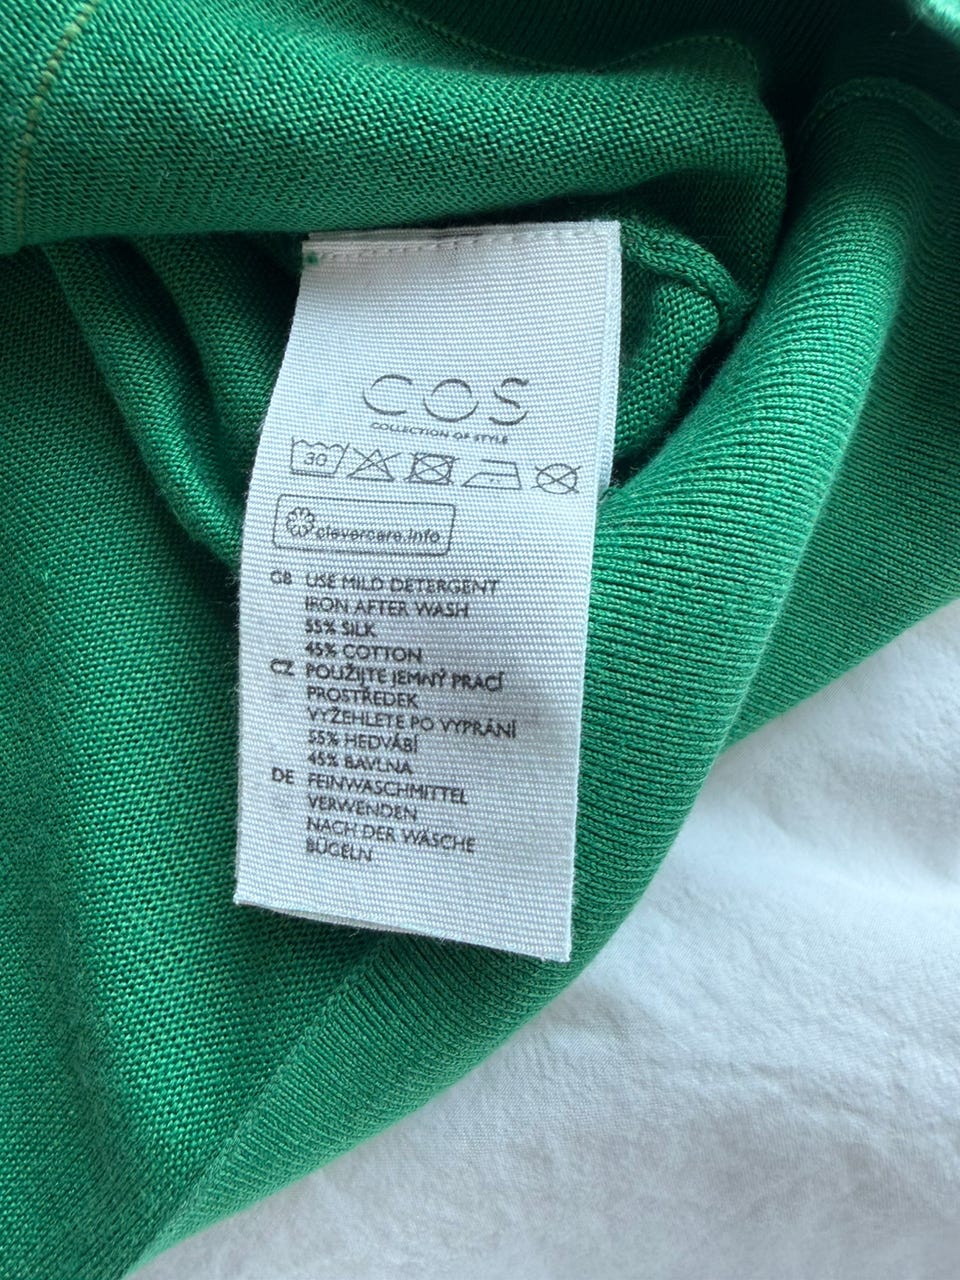 COS
COLLECTION OF STYLE
30
clevercare.info
GB USE MILD DETERGENT
IRON AFTER WASH
55% SILK
45% COTTON
CZ POUŽIJTE JEMNÝ PRACÍ
PROSTŘEDEK
VYŽEHLETE PO VYPRÁNÍ
55% HEDVÁBÍ
45% BAVLNA
DE FEINWASCHMITTEL
VERWENDEN
NACH DER WÄSCHE
BÜGELN